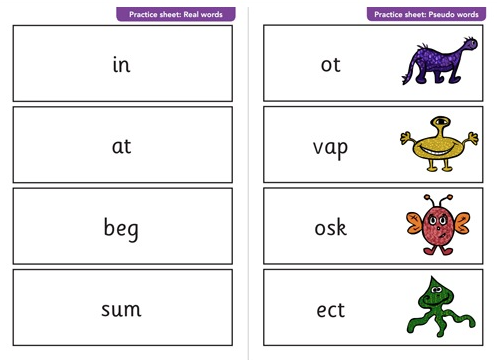 Practice sheet: Real words
in
at
beg
sum
Practice sheet: Pseudo words
ot
vap
osk
ect